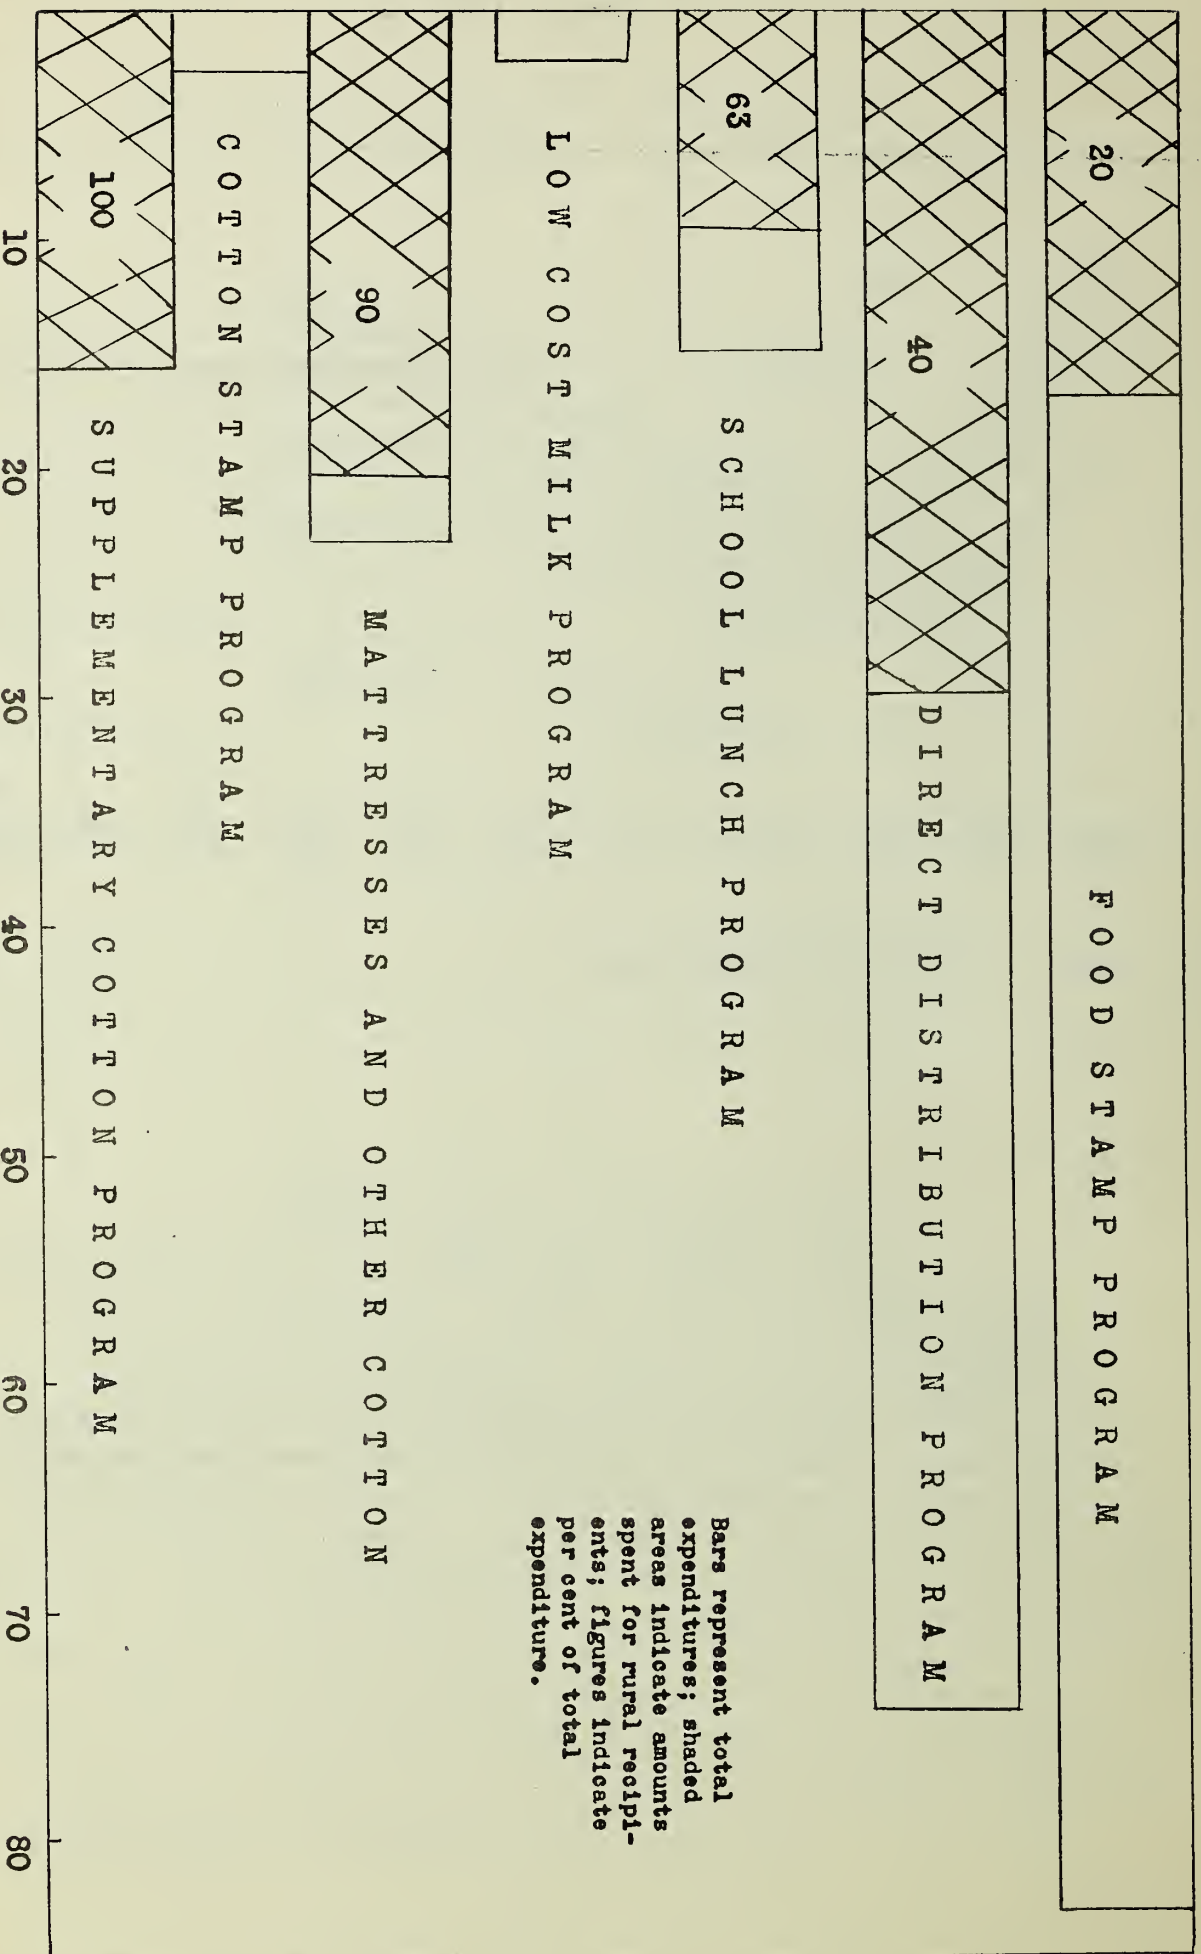 20
FOOD STAMP PROGRAM
40
DIRECT DISTRIBUTION PROGRAM
63
SCHOOL LUNCH PROGRAM
Bars represent total
expenditures; shaded
areas indicate amounts
spent for rural recipi-
ents; figures indicate
per cent of total
expenditure.
LOW COST MILK PROGRAM
90
MATTRESSES AND OTHER COTTON
COTTON STAMP PROGRAM
100
SUPPLEMENTARY COTTON PROGRAM
10 20 30 40 50 60 70 80